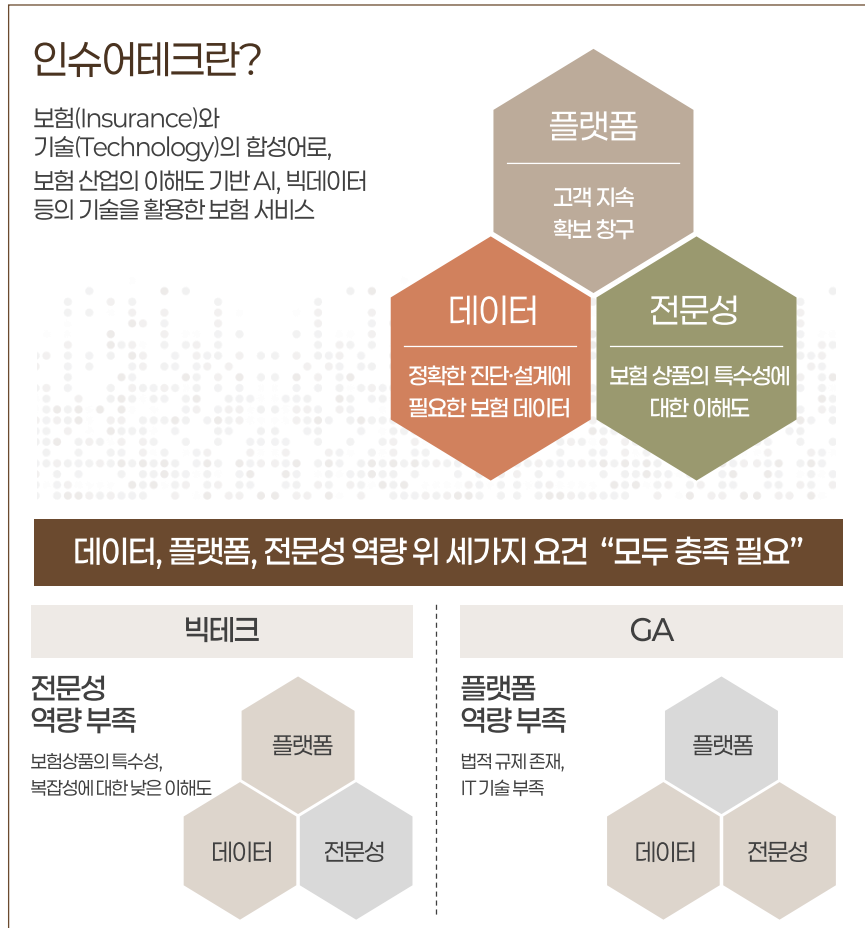 인슈어테크란?
보험(Insurance)와
기술(Technology)의 합성어로,
보험 산업의 이해도 기반 AI, 빅데이터
등의 기술을 활용한 보험 서비스
플랫폼
고객 지속
확보 창구
데이터
정확한 진단·설계에
필요한 보험 데이터
전문성
보험 상품의 특수성에
대한 이해도
데이터, 플랫폼, 전문성 역량 위 세가지 요건 “모두 충족 필요”
빅테크
전문성
역량 부족
보험상품의 특수성,
복잡성에 대한 낮은 이해도
플랫폼
데이터
전문성
GA
플랫폼
역량 부족
법적 규제 존재,
IT 기술 부족
플랫폼
데이터
전문성